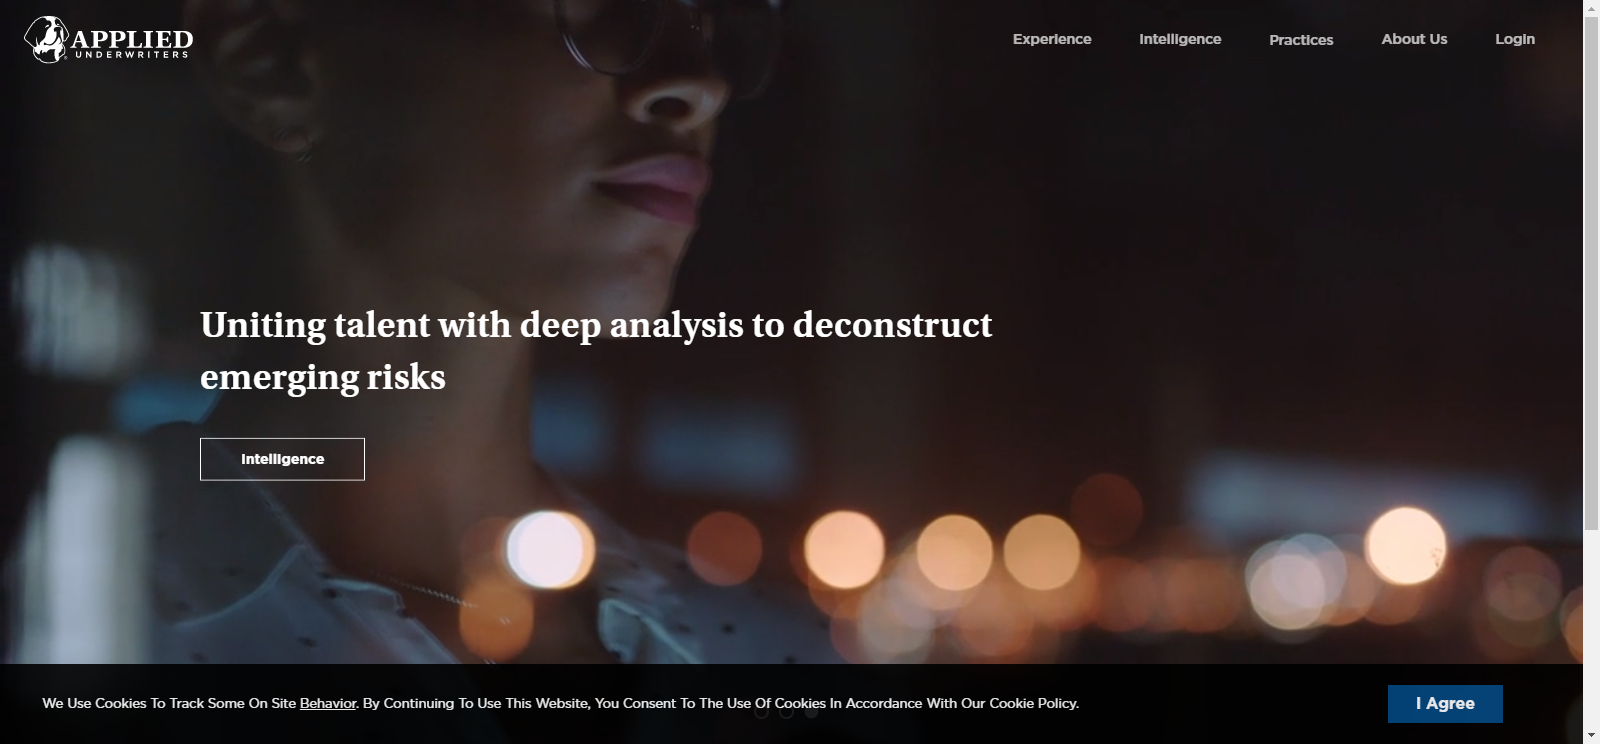 APPLIED
UNDERWRITERS
Experience
Intelligence
Practices
About Us
Login
Uniting talent with deep analysis to deconstruct
emerging risks
Intelligence
We Use Cookies To Track Some On Site Behavior. By Continuing To Use This Website, You Consent To The Use Of Cookies In Accordance With Our Cookie Policy.
I Agree